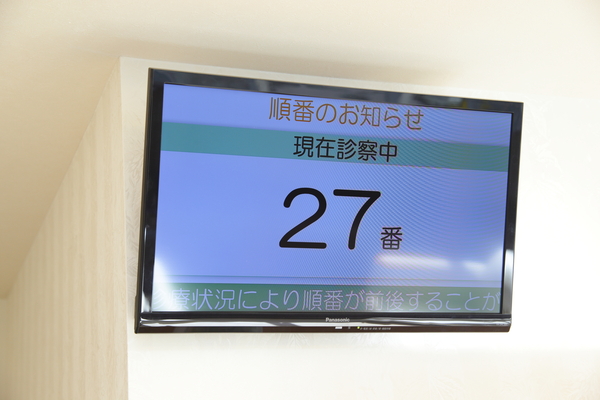 順番のお知らせ
現在診察中
27番
療状況により順番が前後することが
Panasonic